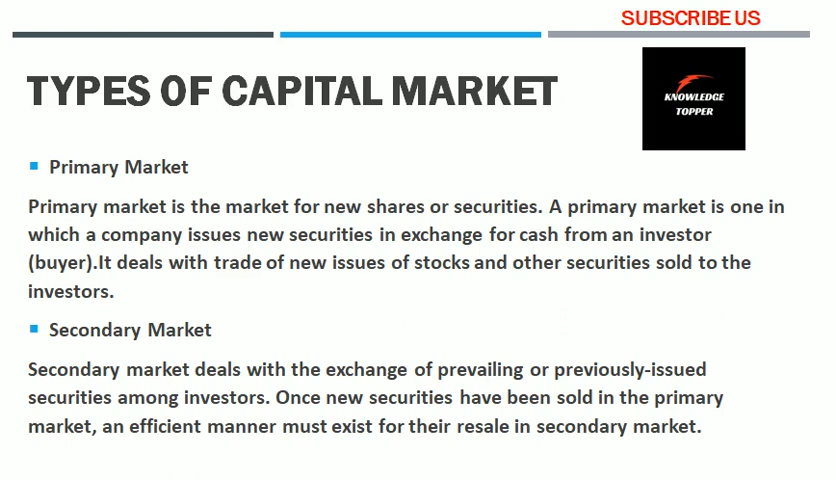 SUBSCRIBE US
TYPES OF CAPITAL MARKET
KNOWLEDGE
TOPPER
Primary Market
Primary market is the market for new shares or securities. A primary market is one in
which a company issues new securities in exchange for cash from an investor
(buyer).It deals with trade of new issues of stocks and other securities sold to the
investors.
Secondary Market
Secondary market deals with the exchange of prevailing or previously-issued
securities among investors. Once new securities have been sold in the primary
market, an efficient manner must exist for their resale in secondary market.